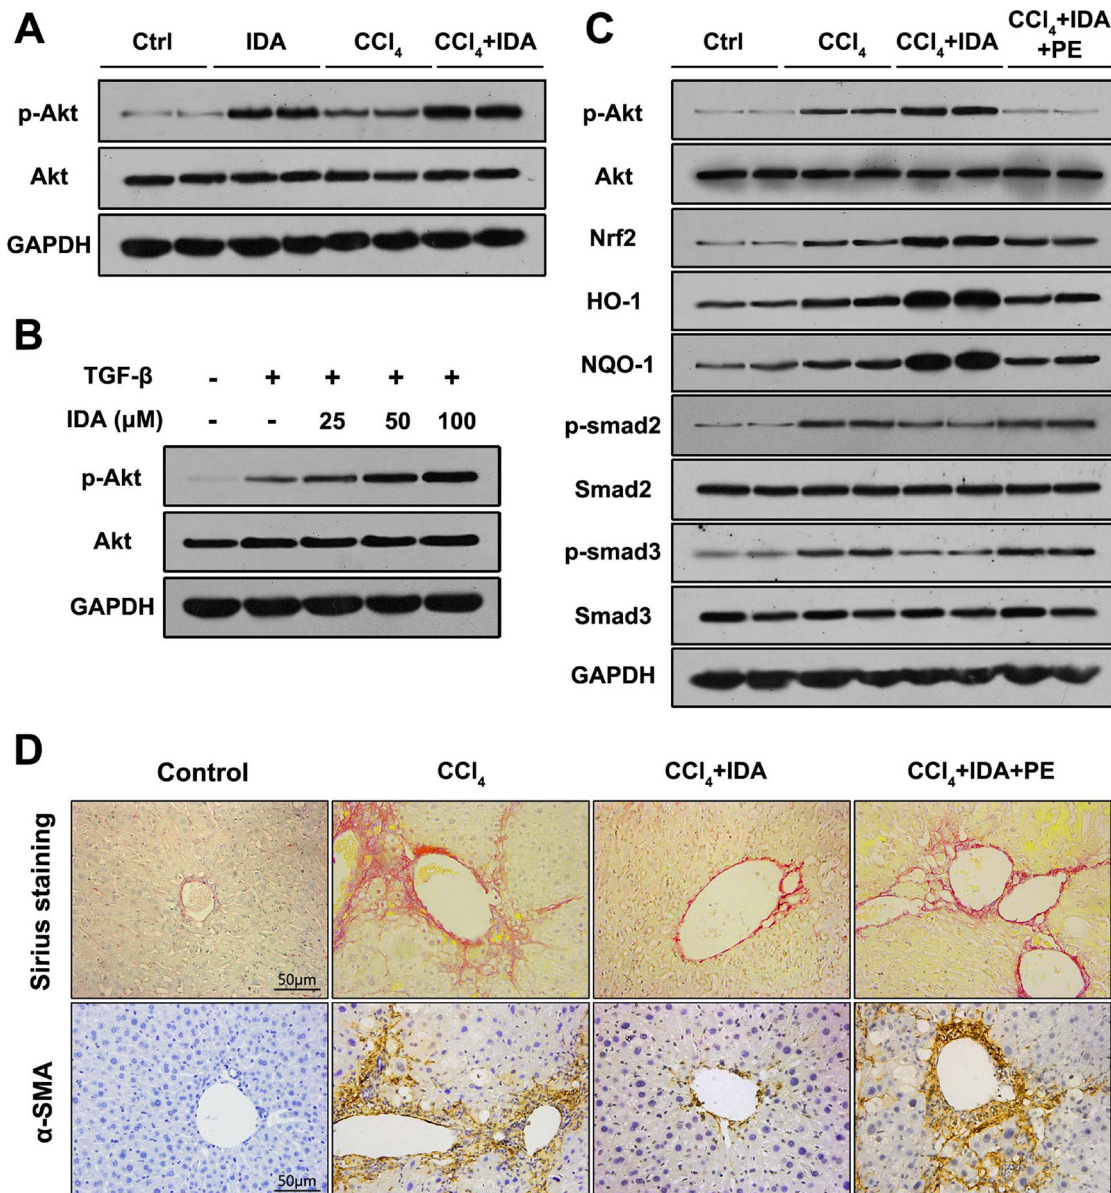 A
Ctrl IDA CCl₄ CCl₄+IDA
p-Akt
Akt
GAPDH
B
TGF-β - + + + +
IDA (μM) - - 25 50 100
p-Akt
Akt
GAPDH
C
Ctrl CCl₄ CCl₄+IDA CCl₄+IDA
+PE
p-Akt
Akt
Nrf2
HO-1
NQO-1
p-smad2
Smad2
p-smad3
Smad3
GAPDH
D
Control CCl₄ CCl₄+IDA CCl₄+IDA+PE
Sirius staining
50μm
α-SMA
50μm